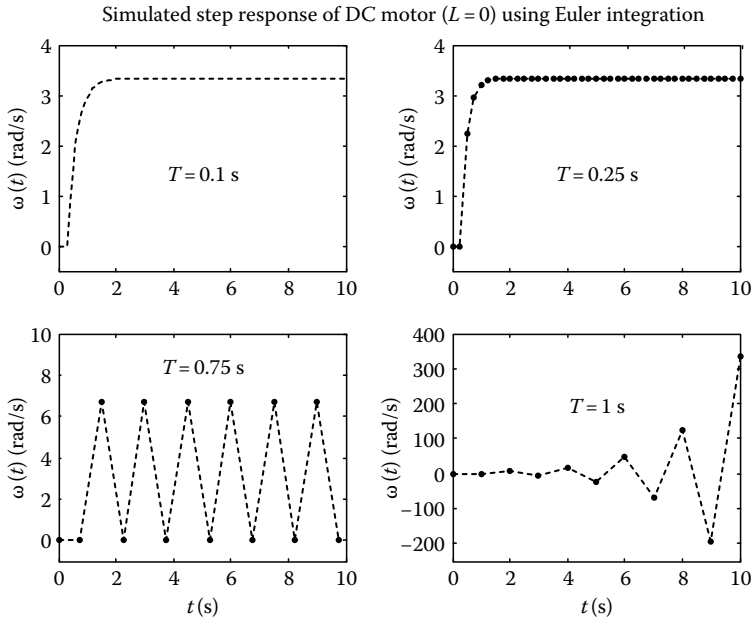 Simulated step response of DC motor (L = 0) using Euler integration
4
3
2
1
0
ω (t) (rad/s)
T = 0.1 s
0 2 4 6 8 10
4
3
2
1
0
ω (t) (rad/s)
T = 0.25 s
0 2 4 6 8 10
10
8
6
4
2
0
ω (t) (rad/s)
T = 0.75 s
0 2 4 6 8 10
t (s)
400
300
200
100
0
−100
−200
ω (t) (rad/s)
T = 1 s
0 2 4 6 8 10
t (s)